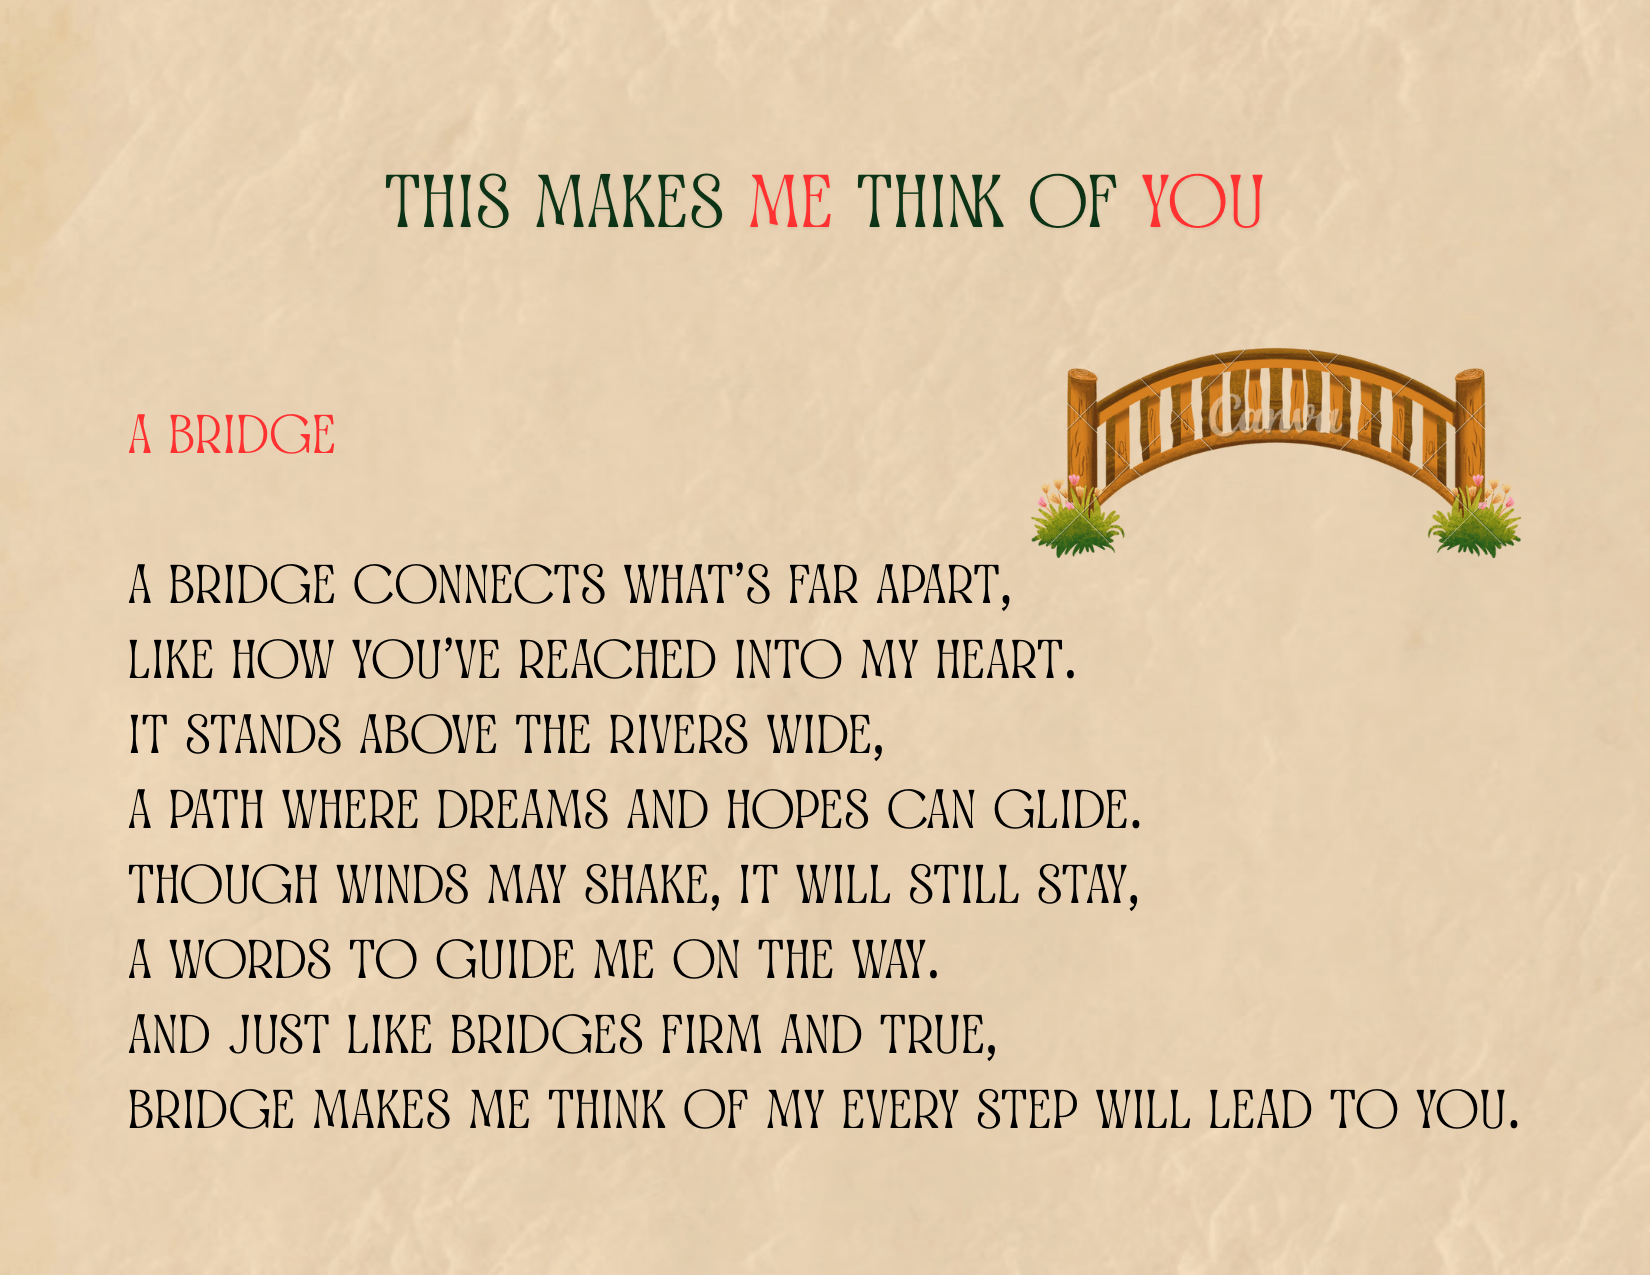 THIS MAKES ME THINK OF YOU
Canva
A BRIDGE
A BRIDGE CONNECTS WHAT'S FAR APART,
LIKE HOW YOU'VE REACHED INTO MY HEART.
IT STANDS ABOVE THE RIVERS WIDE,
A PATH WHERE DREAMS AND HOPES CAN GLIDE.
THOUGH WINDS MAY SHAKE, IT WILL STILL STAY,
A WORDS TO GUIDE ME ON THE WAY.
AND JUST LIKE BRIDGES FIRM AND TRUE,
BRIDGE MAKES ME THINK OF MY EVERY STEP WILL LEAD TO YOU.